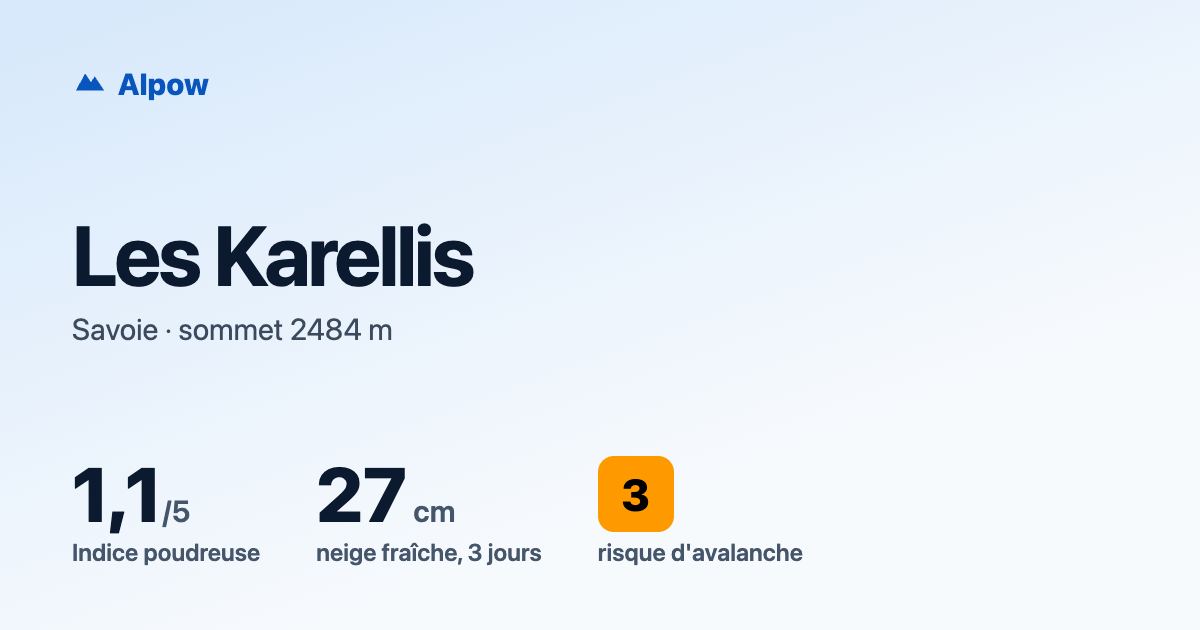 Alpow
Les Karellis
Savoie · sommet 2484 m
1,1/5
Indice poudreuse
27 cm
neige fraîche, 3 jours
3
risque d'avalanche